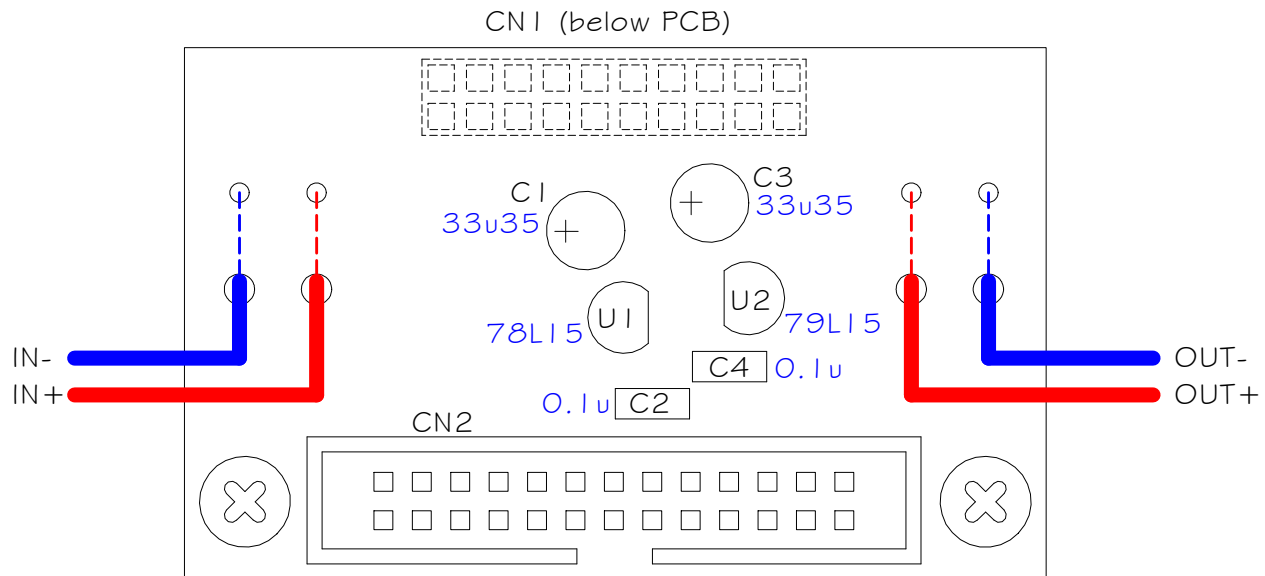 CN1 (below PCB)
C1
33u35
C3
33u35
U1
78L15
U2
79L15
C4
0.1u
C2
0.1u
IN-
IN+
OUT-
OUT+
CN2